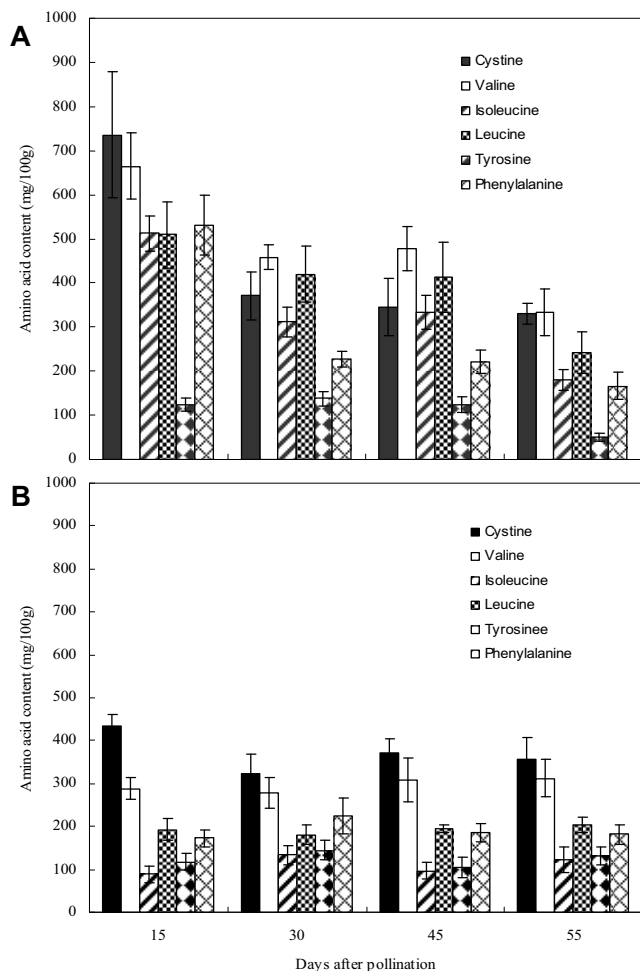 A
Amino acid content (mg/100g)
1000
900
800
700
600
500
400
300
200
100
0
Cystine
Valine
Isoleucine
Leucine
Tyrosine
Phenylalanine
B
Amino acid content (mg/100g)
1000
900
800
700
600
500
400
300
200
100
0
Cystine
Valine
Isoleucine
Leucine
Tyrosinee
Phenylalanine
15 30 45 55
Days after pollination